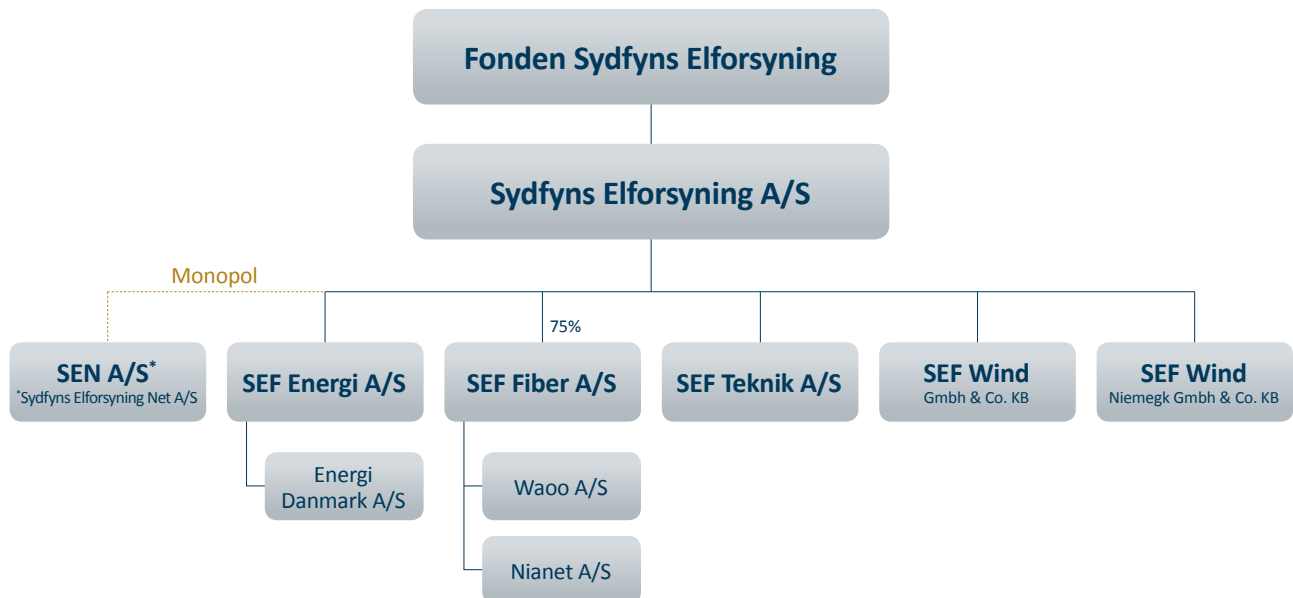 Fonden Sydfyns Elforsyning
Sydfyns Elforsyning A/S
Monopol
75%
SEN A/S*
*Sydfyns Elforsyning Net A/S
SEF Energi A/S
SEF Fiber A/S
SEF Teknik A/S
SEF Wind
Gmbh & Co. KB
SEF Wind
Niemegk Gmbh & Co. KB
Energi
Danmark A/S
Waoo A/S
Nianet A/S